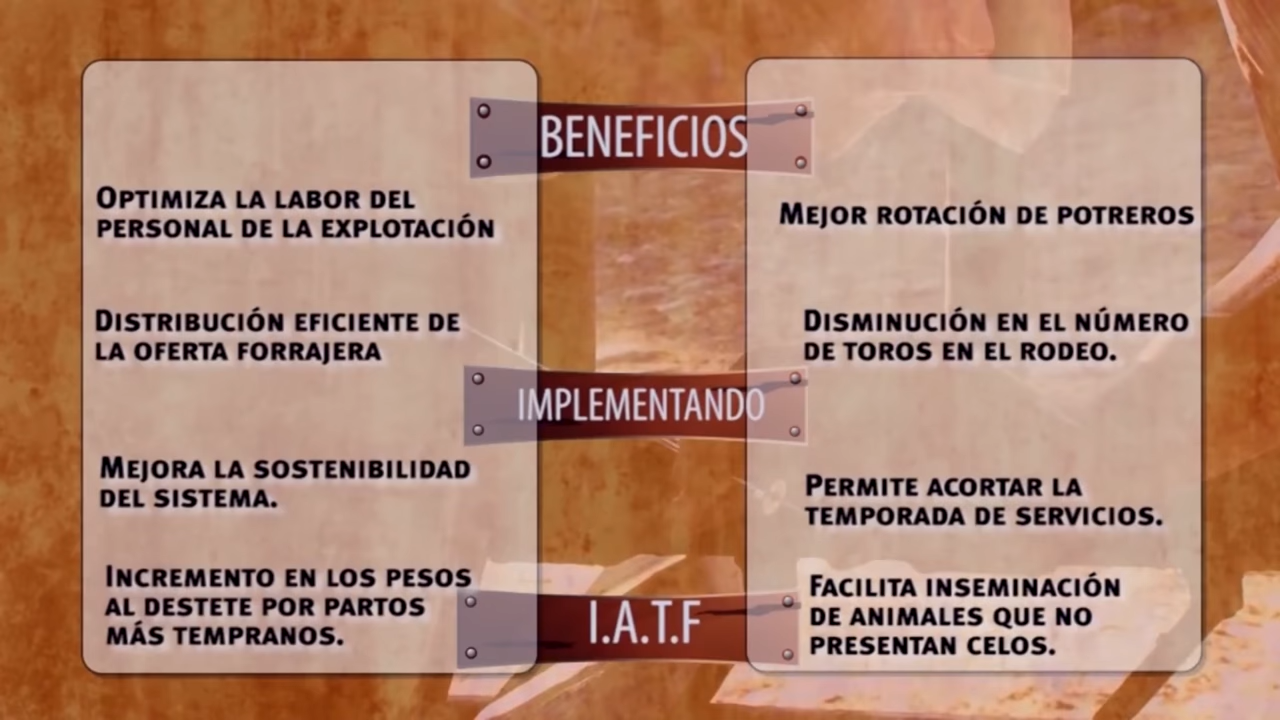 BENEFICIOS
IMPLEMENTANDO
I.A.T.F
OPTIMIZA LA LABOR DEL
PERSONAL DE LA EXPLOTACIÓN
DISTRIBUCIÓN EFICIENTE DE
LA OFERTA FORRAJERA
MEJORA LA SOSTENIBILIDAD
DEL SISTEMA.
INCREMENTO EN LOS PESOS
AL DESTETE POR PARTOS
MÁS TEMPRANOS.
MEJOR ROTACIÓN DE POTREROS
DISMINUCIÓN EN EL NÚMERO
DE TOROS EN EL RODEO.
PERMITE ACORTAR LA
TEMPORADA DE SERVICIOS.
FACILITA INSEMINACIÓN
DE ANIMALES QUE NO
PRESENTAN CELOS.